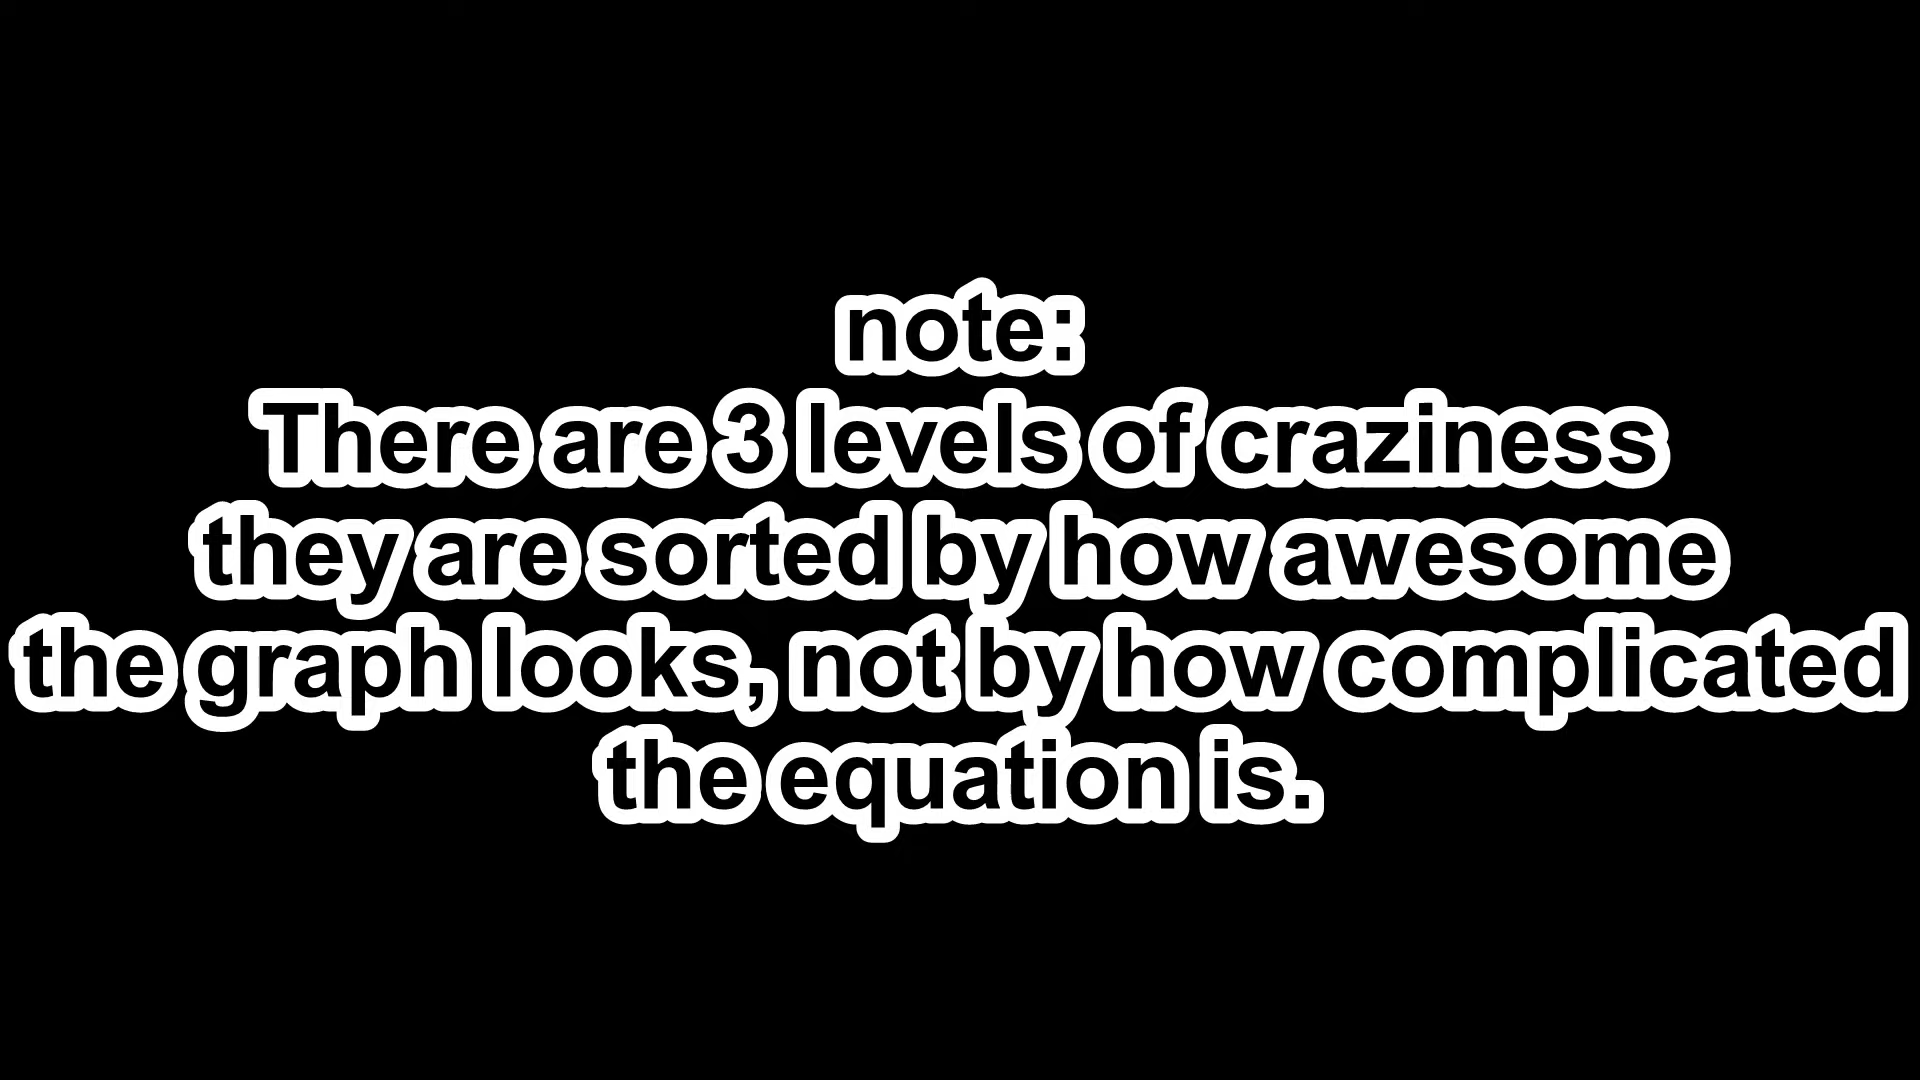 note:
There are 3 levels of craziness
they are sorted by how awesome
the graph looks, not by how complicated
the equation is.